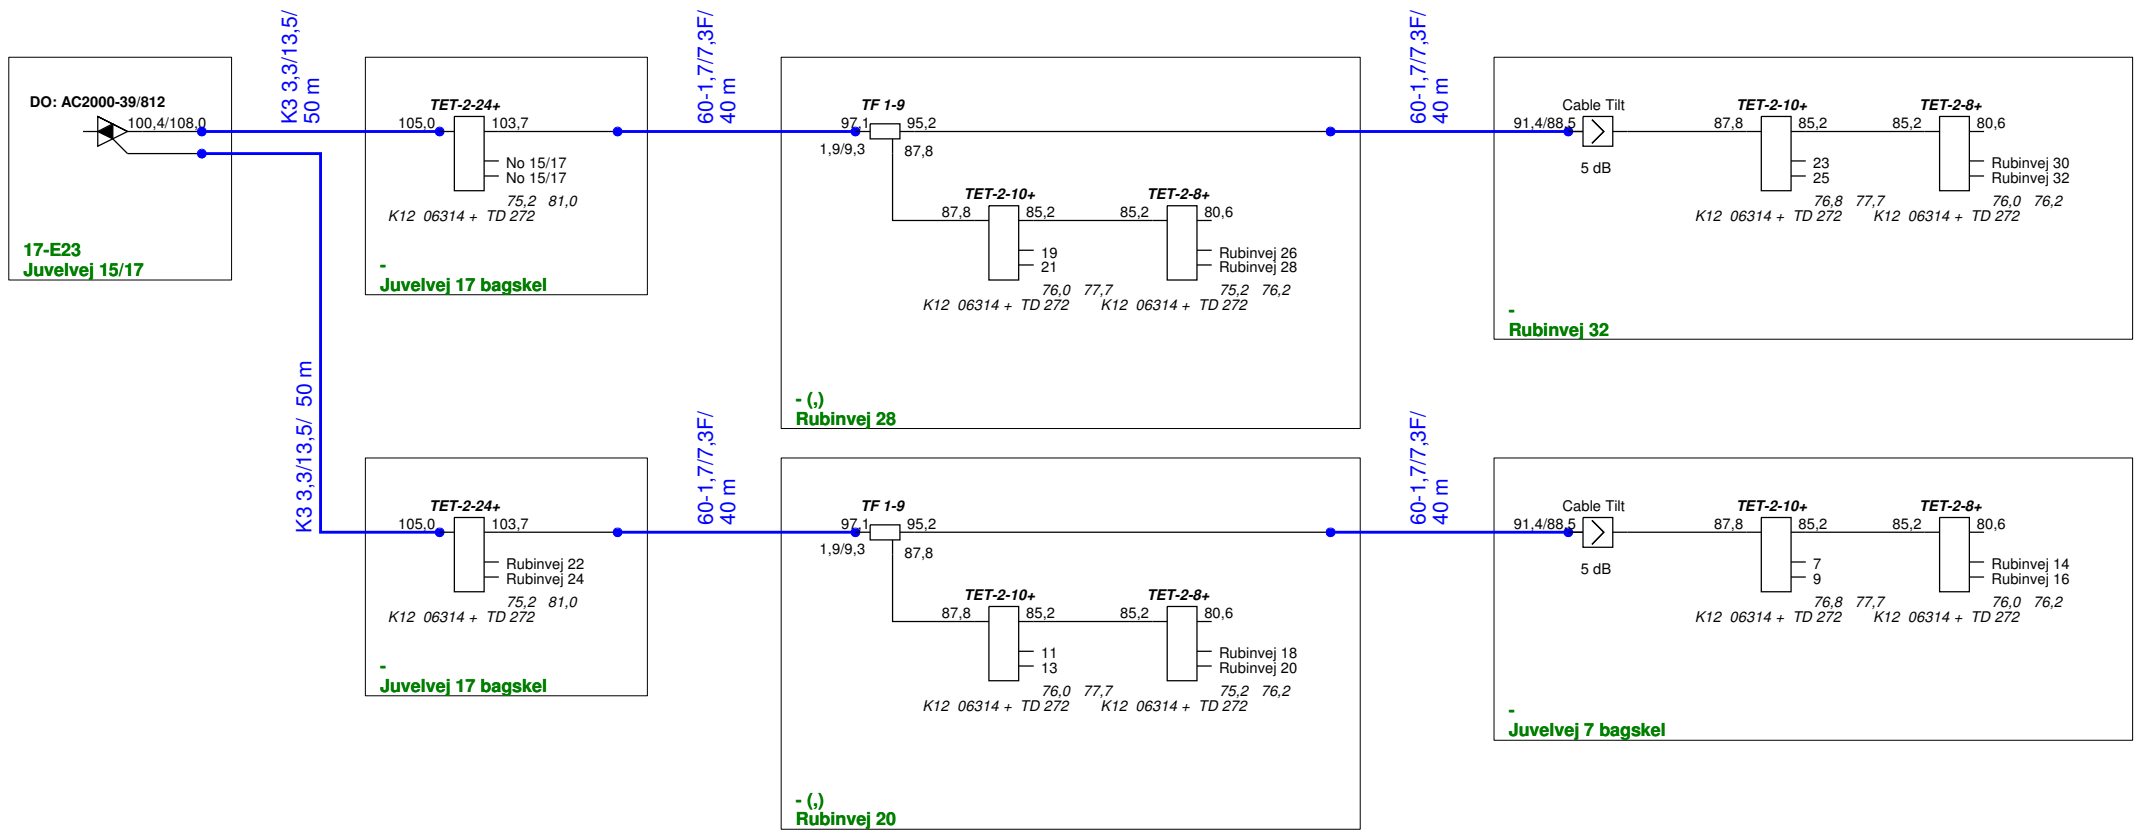 DO: AC2000-39/812
100,4/108,0
17-E23
Juvelvej 15/17
K3 3,3/13,5/
50 m
TET-2-24+
105,0
103,7
No 15/17
No 15/17
75,2 81,0
K12 06314 + TD 272
-
Juvelvej 17 bagskel
60-1,7/7,3F/
40 m
TF 1-9
97,1
95,2
1,9/9,3
87,8
TET-2-10+
87,8
85,2
19
21
76,0 77,7
K12 06314 + TD 272
TET-2-8+
85,2
80,6
Rubinvej 26
Rubinvej 28
75,2 76,2
K12 06314 + TD 272
- (,)
Rubinvej 28
60-1,7/7,3F/
40 m
Cable Tilt
91,4/88,5
5 dB
TET-2-10+
87,8
85,2
23
25
76,8 77,7
K12 06314 + TD 272
TET-2-8+
85,2
80,6
Rubinvej 30
Rubinvej 32
76,0 76,2
K12 06314 + TD 272
-
Rubinvej 32
K3 3,3/13,5/ 50 m
TET-2-24+
105,0
103,7
Rubinvej 22
Rubinvej 24
75,2 81,0
K12 06314 + TD 272
-
Juvelvej 17 bagskel
60-1,7/7,3F/
40 m
TF 1-9
97,1
95,2
1,9/9,3
87,8
TET-2-10+
87,8
85,2
11
13
76,0 77,7
K12 06314 + TD 272
TET-2-8+
85,2
80,6
Rubinvej 18
Rubinvej 20
75,2 76,2
K12 06314 + TD 272
- (,)
Rubinvej 20
60-1,7/7,3F/
40 m
Cable Tilt
91,4/88,5
5 dB
TET-2-10+
87,8
85,2
7
9
76,8 77,7
K12 06314 + TD 272
TET-2-8+
85,2
80,6
Rubinvej 14
Rubinvej 16
76,0 76,2
K12 06314 + TD 272
-
Juvelvej 7 bagskel